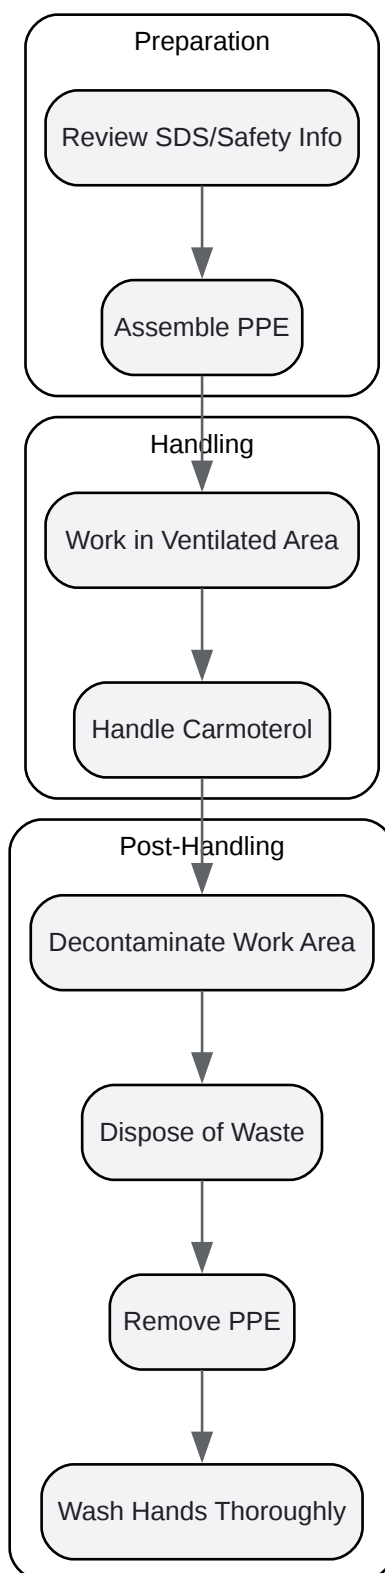 Preparation
Review SDS/Safety Info
Assemble PPE
Handling
Work in Ventilated Area
Handle Carmoterol
Post-Handling
Decontaminate Work Area
Dispose of Waste
Remove PPE
Wash Hands Thoroughly